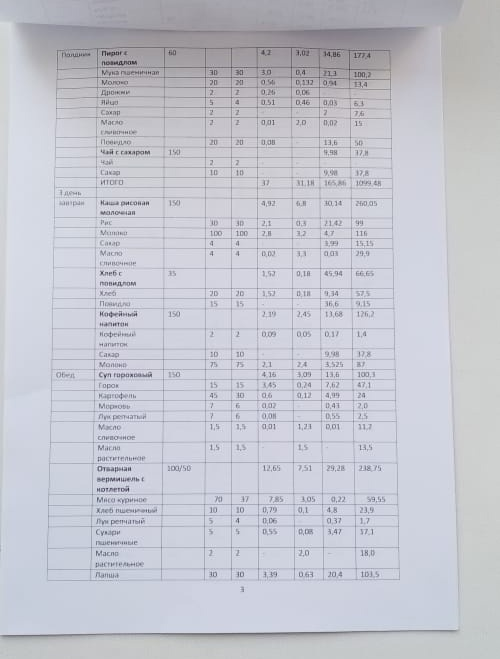 Полдник Пирог с 60 4,2 3,02 34,86 177,4
повидлом
Мука пшеничная 30 30 3,0 0,4 21,3 100,2
Молоко 20 20 0,56 0,132 0,94 13,4
Дрожжи 2 2 0,26 0,06 -
Яйцо 5 4 0,51 0,46 0,03 6,3
Сахар 2 2 - - 2 7,6
Масло 2 2 0,01 2,0 0,02 15
сливочное
Повидло 20 20 0,08 - 13,6 50
Чай с сахаром 150 9,98 37,8
Чай 2 2 -
Сахар 10 10 - - 9,98 37,8
ИТОГО 37 31,18 165,86 1099,48
3 день
завтрак Каша рисовая 150 4,92 6,8 30,14 260,05
молочная
Рис 30 30 2,1 0,3 21,42 99
Молоко 100 100 2,8 3,2 4,7 116
Сахар 4 4 - - 3,99 15,15
Масло 4 4 0,02 3,3 0,03 29,9
сливочное
Хлеб с 35 1,52 0,18 45,94 66,65
повидлом
Хлеб 20 20 1,52 0,18 9,34 57,5
Повидло 15 15 - - 36,6 9,15
Кофейный 150 2,19 2,45 13,68 126,2
напиток
Кофейный 2 2 0,09 0,05 0,17 1,4
напиток
Сахар 10 10 - - 9,98 37,8
Молоко 75 75 2,1 2,4 3,525 87
Обед Суп гороховый 150 4,16 3,09 13,6 100,3
Горох 15 15 3,45 0,24 7,62 47,1
Картофель 45 30 0,6 0,12 4,99 24
Морковь 7 6 0,02 - 0,43 2,0
Лук репчатый 7 6 0,08 - 0,55 2,5
Масло 1,5 1,5 0,01 1,23 0,01 11,2
сливочное
Масло 1,5 1,5 - 1,5 - 13,5
растительное
Отварная 100/50 12,65 7,51 29,28 238,75
вермишель с
котлетой
Мясо куриное 70 37 7,85 3,05 0,22 59,55
Хлеб пшеничный 10 10 0,79 0,1 4,8 23,9
Лук репчатый 5 4 0,06 - 0,37 1,7
Сухари 5 5 0,55 0,08 3,47 17,1
пшеничные
Масло 2 2 - 2,0 - 18,0
растительное
Лапша 30 30 3,39 0,63 20,4 103,5
3